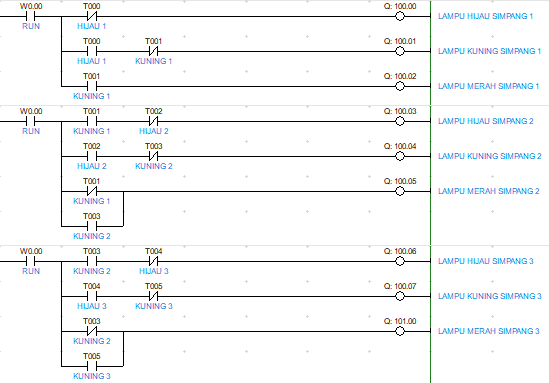 W0.00 T000 Q: 100.00
RUN HIJAU 1 LAMPU HIJAU SIMPANG 1
T000 T001 Q: 100.01
HIJAU 1 KUNING 1 LAMPU KUNING SIMPANG 1
T001 Q: 100.02
KUNING 1 LAMPU MERAH SIMPANG 1
W0.00 T001 T002 Q: 100.03
RUN KUNING 1 HIJAU 2 LAMPU HIJAU SIMPANG 2
T002 T003 Q: 100.04
HIJAU 2 KUNING 2 LAMPU KUNING SIMPANG 2
T001 Q: 100.05
KUNING 1 LAMPU MERAH SIMPANG 2
T003
KUNING 2
W0.00 T003 T004 Q: 100.06
RUN KUNING 2 HIJAU 3 LAMPU HIJAU SIMPANG 3
T004 T005 Q: 100.07
HIJAU 3 KUNING 3 LAMPU KUNING SIMPANG 3
T003 Q: 101.00
KUNING 2 LAMPU MERAH SIMPANG 3
T005
KUNING 3